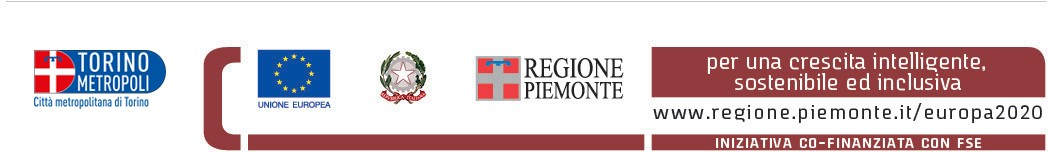 TORINO
METROPOLI
Città metropolitana di Torino
UNIONE EUROPEA
REGIONE
PIEMONTE
per una crescita intelligente,
sostenibile ed inclusiva
www.regione.piemonte.it/europa2020
INIZIATIVA CO-FINANZIATA CON FSE